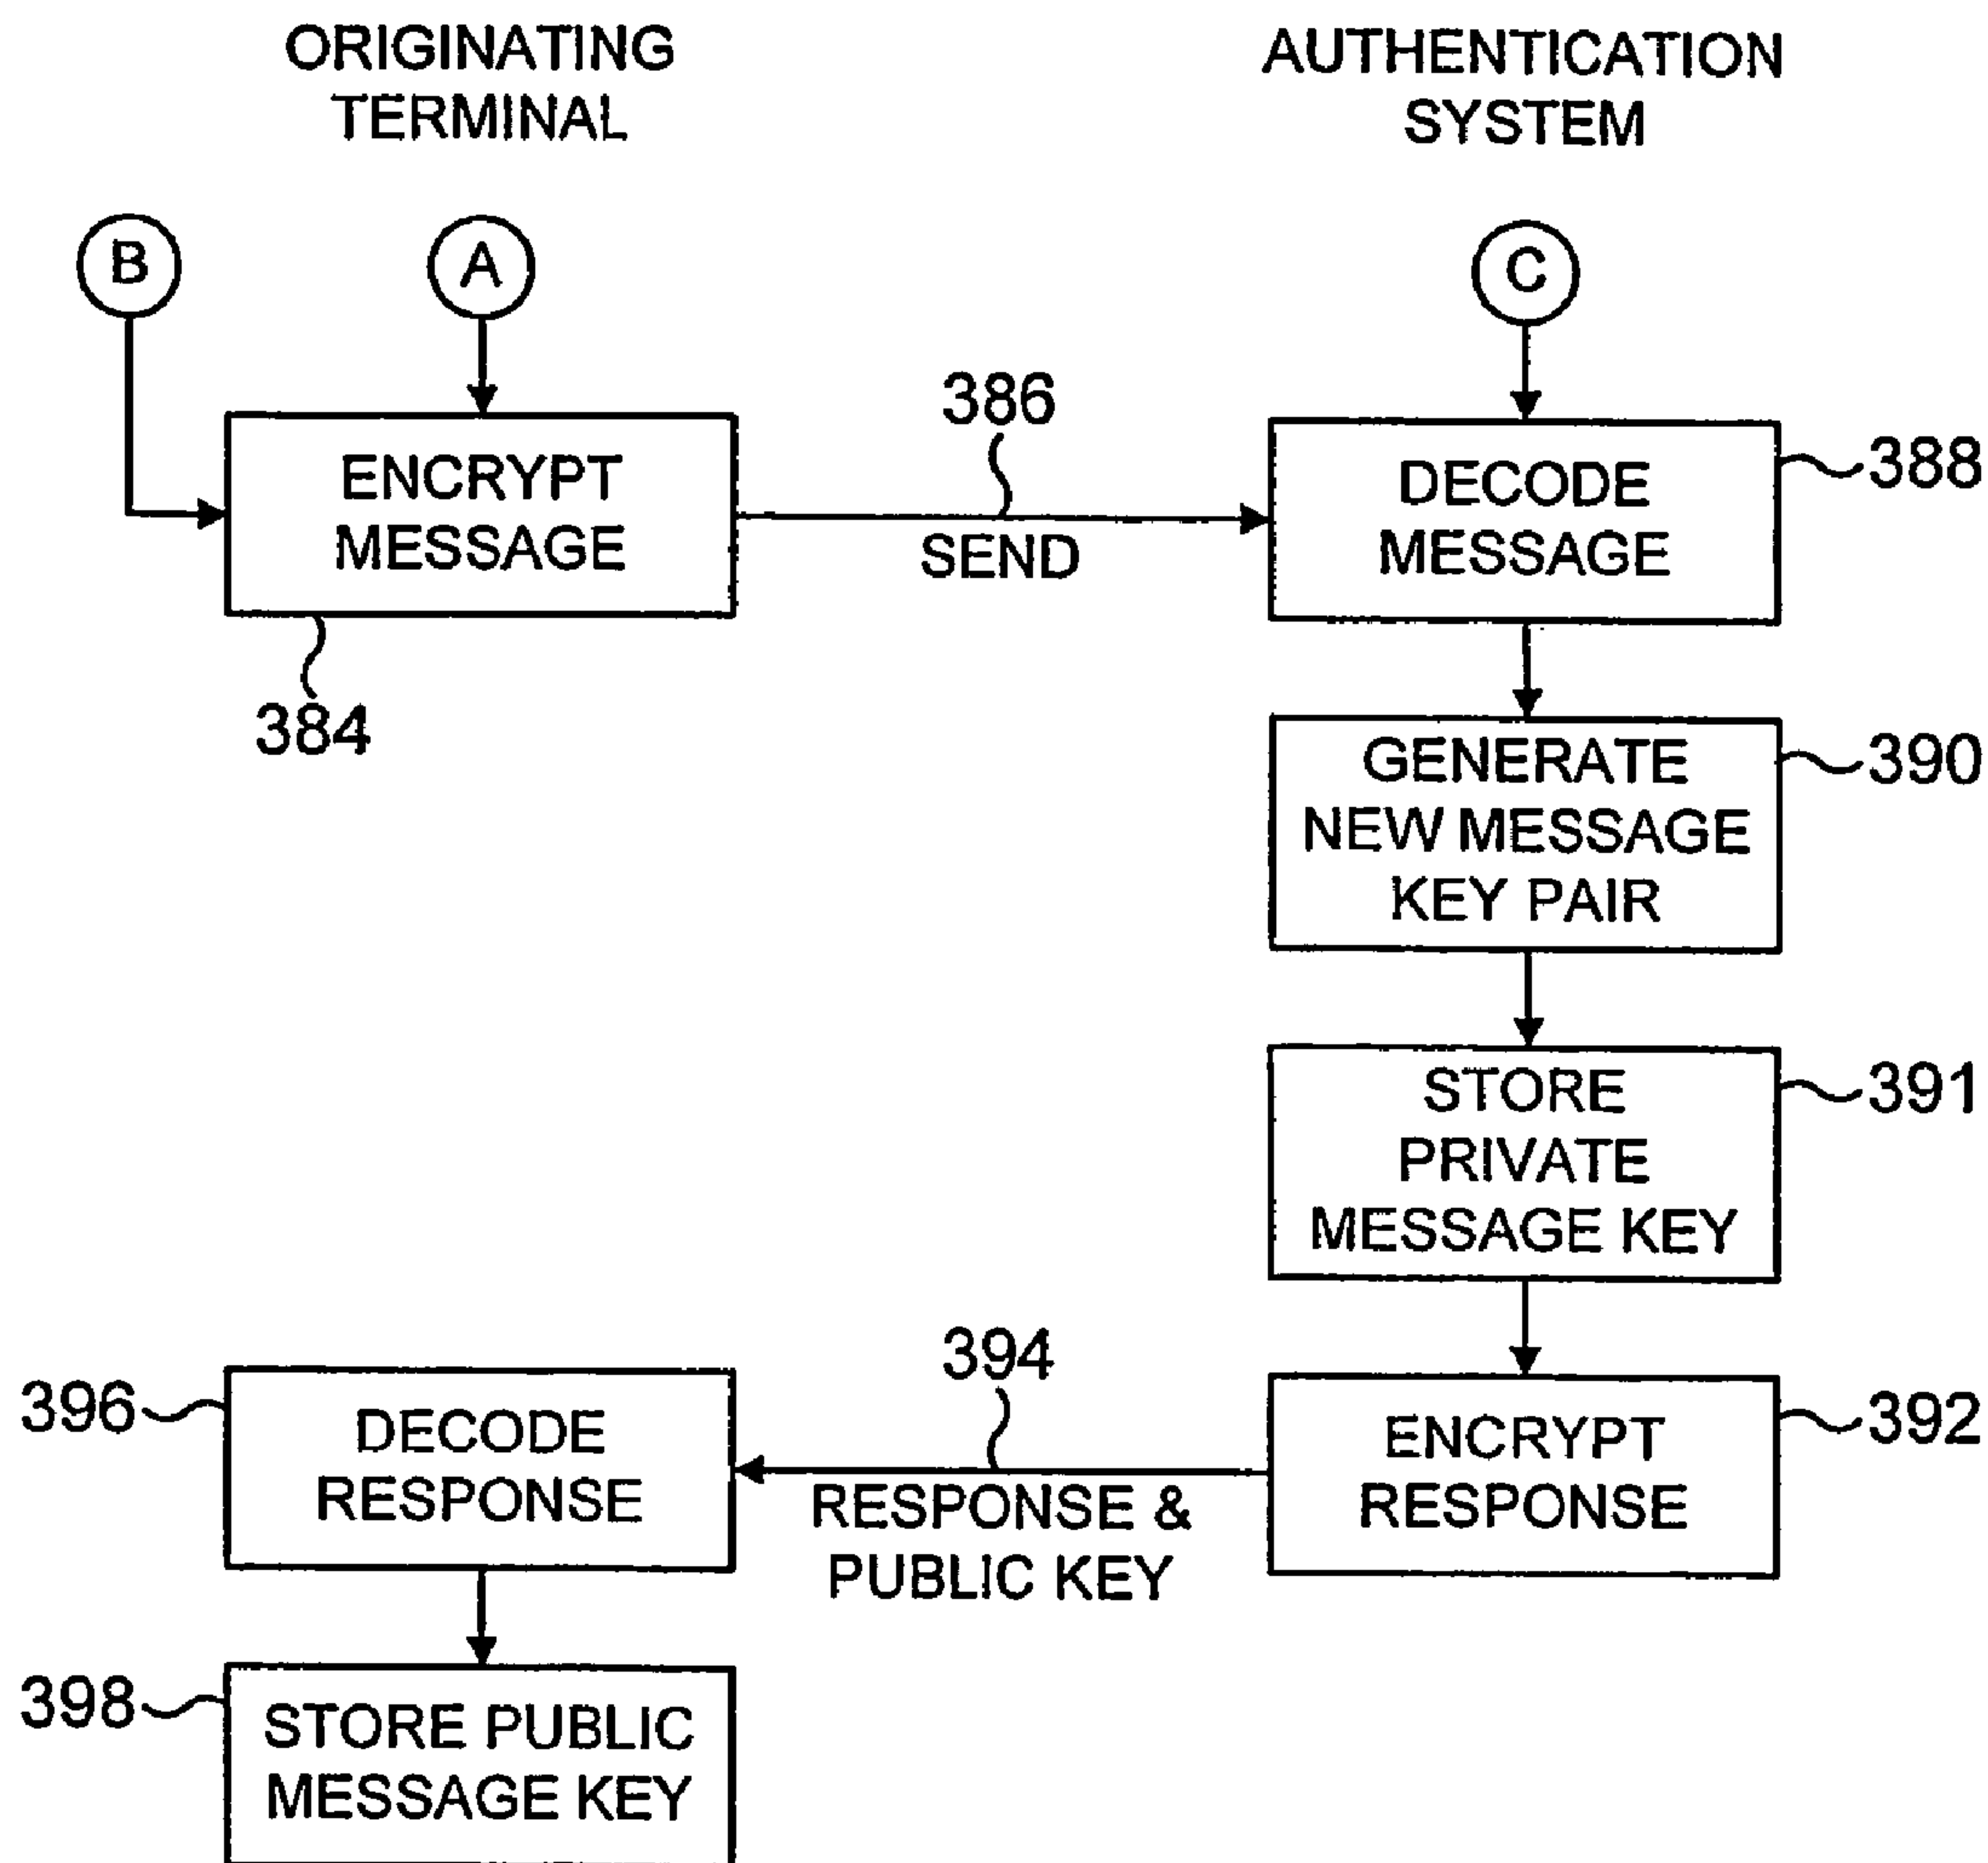 ORIGINATING
TERMINAL
AUTHENTICATION
SYSTEM
B
A
C
ENCRYPT
MESSAGE
384
386
SEND
DECODE
MESSAGE
388
GENERATE
NEW MESSAGE
KEY PAIR
390
STORE
PRIVATE
MESSAGE KEY
391
ENCRYPT
RESPONSE
392
394
RESPONSE &
PUBLIC KEY
396
DECODE
RESPONSE
398
STORE PUBLIC
MESSAGE KEY